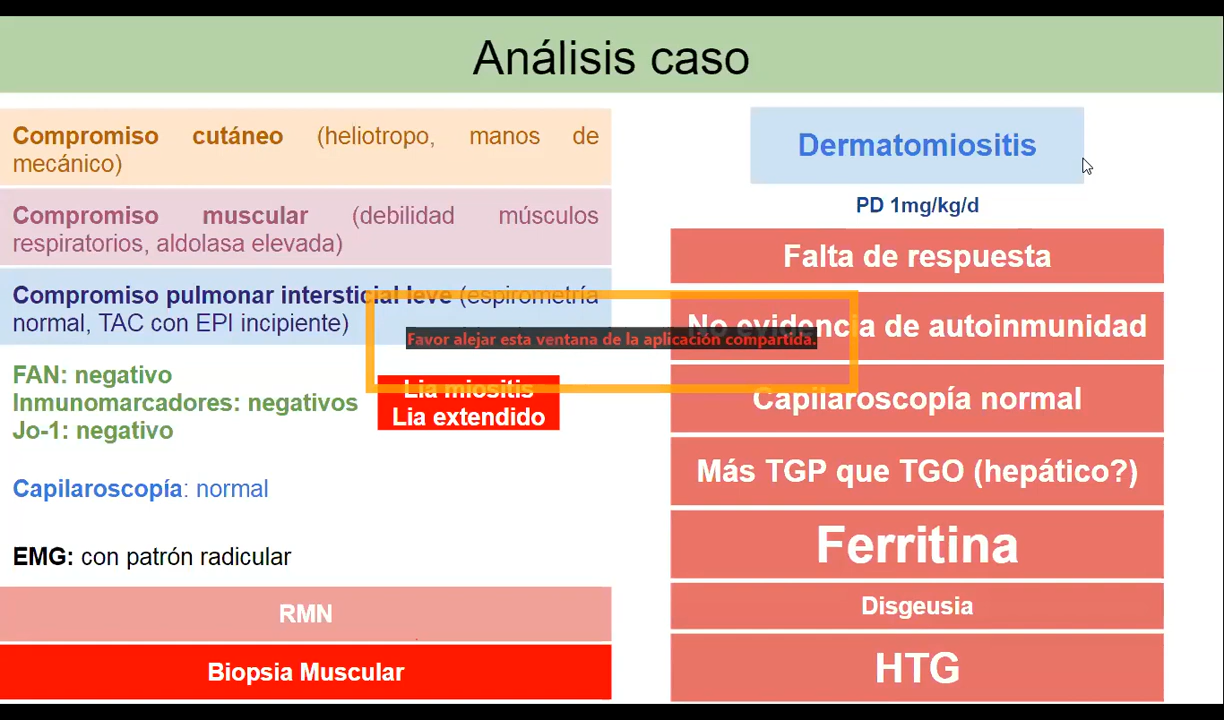 Análisis caso
Compromiso cutáneo (heliotropo, manos de
mecánico)
Compromiso muscular (debilidad músculos
respiratorios, aldolasa elevada)
Compromiso pulmonar intersticial leve (espirometría
normal, TAC con EPI incipiente)
FAN: negativo
Inmunomarcadores: negativos
Jo-1: negativo
Lia miositis
Lia extendido
Capilaroscopía: normal
EMG: con patrón radicular
RMN
Biopsia Muscular
Favor alejar esta ventana de la aplicación compartida.
Dermatomiositis
PD 1mg/kg/d
Falta de respuesta
No evidencia de autoinmunidad
Capilaroscopía normal
Más TGP que TGO (hepático?)
Ferritina
Disgeusia
HTG